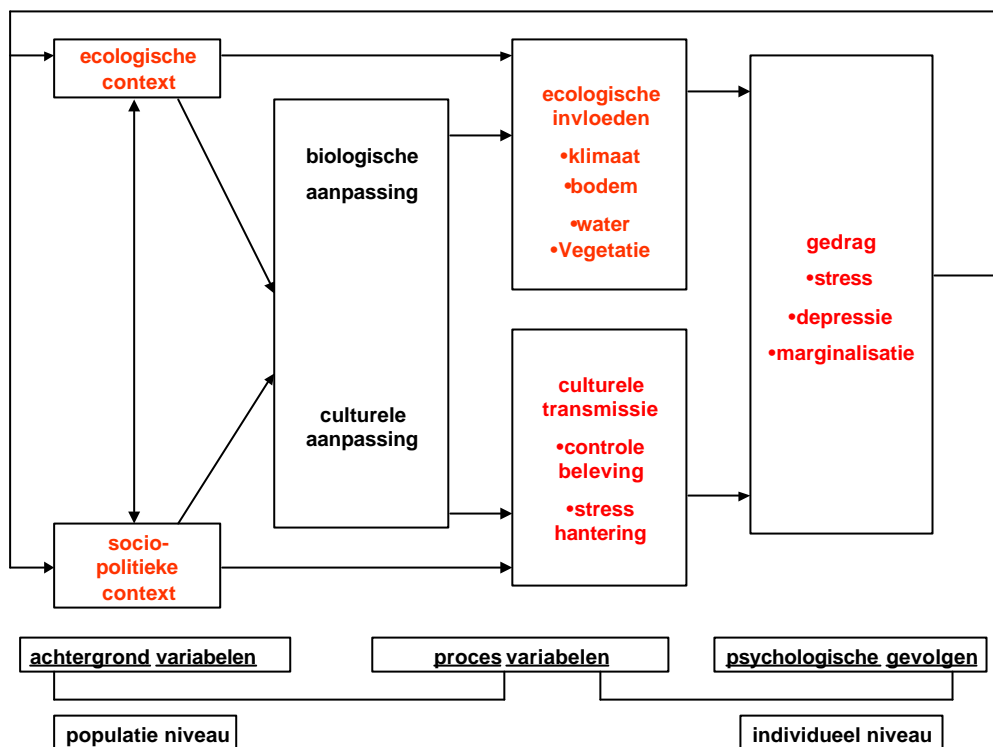 ecologische
context
biologische
aanpassing
culturele
aanpassing
socio-
politieke
context
ecologische
invloeden
•klimaat
•bodem
•water
•Vegetatie
culturele
transmissie
•controle
beleving
•stress
hantering
gedrag
•stress
•depressie
•marginalisatie
achtergrond variabelen
proces variabelen
psychologische gevolgen
populatie niveau
individueel niveau